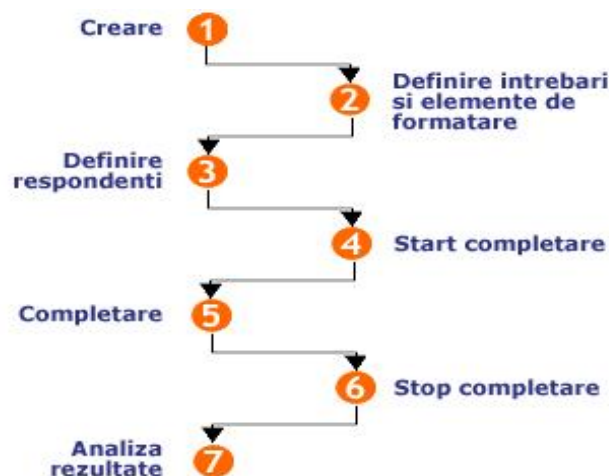 Creare 1
2 Definire intrebari
si elemente de
formatare
Definire
respondenti 3
4 Start completare
Completare 5
6 Stop completare
Analiza
rezultate 7